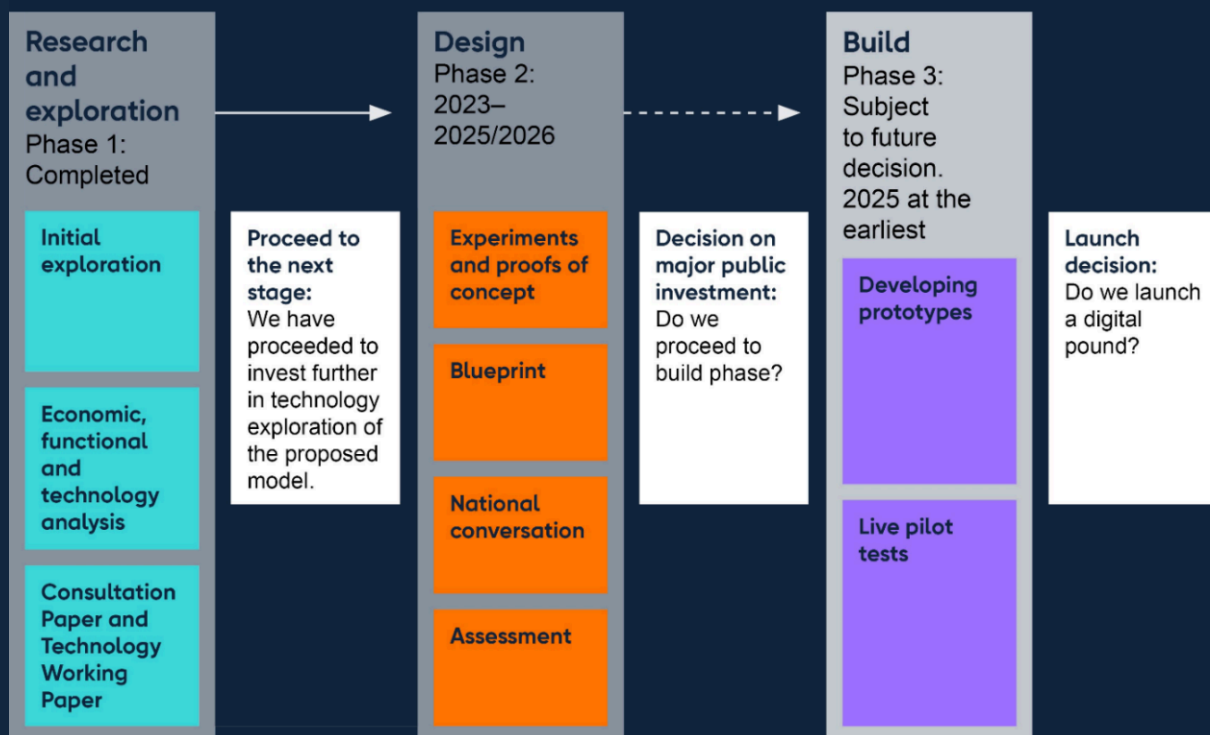 Research
and
exploration
Phase 1:
Completed
Initial
exploration
Economic,
functional
and
technology
analysis
Consultation
Paper and
Technology
Working
Paper
Proceed to
the next
stage:
We have
proceeded to
invest further
in technology
exploration of
the proposed
model.
Design
Phase 2:
2023–
2025/2026
Experiments
and proofs of
concept
Blueprint
National
conversation
Assessment
Decision on
major public
investment:
Do we
proceed to
build phase?
Build
Phase 3:
Subject
to future
decision.
2025 at the
earliest
Developing
prototypes
Live pilot
tests
Launch
decision:
Do we launch
a digital
pound?